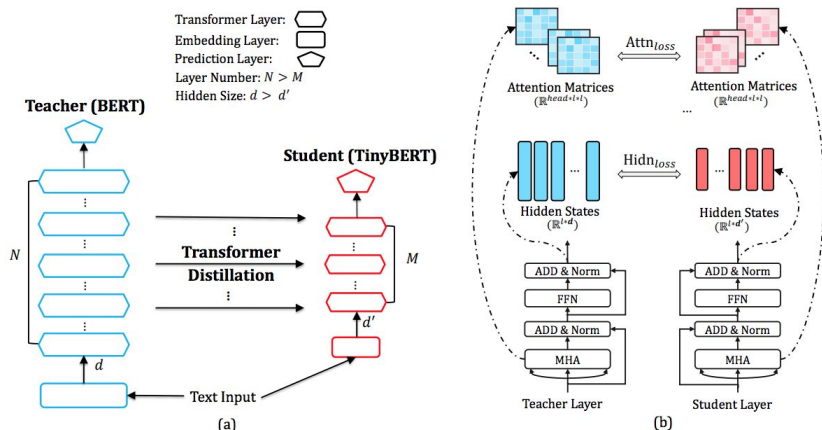 Transformer Layer:
Embedding Layer:
Prediction Layer:
Layer Number: N > M
Hidden Size: d > d′
Teacher (BERT)
Student (TinyBERT)
N
⋮
⋮
⋮
⋮
⋮
Transformer
Distillation
⋮
⋮
⋮
M
d
d′
Text Input
(a)
Attn_loss
Attention Matrices
(ℝ^{head*l*l})
Attention Matrices
(ℝ^{head*l*l})
...
Hidn_loss
...
...
Hidden States
(ℝ^{l*d})
Hidden States
(ℝ^{l*d′})
ADD & Norm
FFN
ADD & Norm
MHA
Teacher Layer
ADD & Norm
FFN
ADD & Norm
MHA
Student Layer
(b)